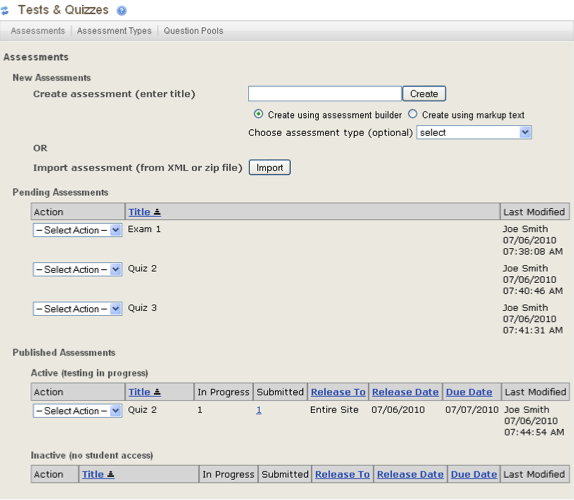 Tests & Quizzes
Assessments | Assessment Types | Question Pools
Assessments
New Assessments
Create assessment (enter title) Create
Create using assessment builder Create using markup text
Choose assessment type (optional) select
OR
Import assessment (from XML or zip file) Import
Pending Assessments
Action Title Last Modified
-- Select Action -- Exam 1 Joe Smith
07/06/2010
07:38:08 AM
-- Select Action -- Quiz 2 Joe Smith
07/06/2010
07:40:46 AM
-- Select Action -- Quiz 3 Joe Smith
07/06/2010
07:41:31 AM
Published Assessments
Active (testing in progress)
Action Title In Progress Submitted Release To Release Date Due Date Last Modified
-- Select Action -- Quiz 2 1 1 Entire Site 07/06/2010 07/07/2010 Joe Smith
07/06/2010
07:44:54 AM
Inactive (no student access)
Action Title In Progress Submitted Release To Release Date Due Date Last Modified